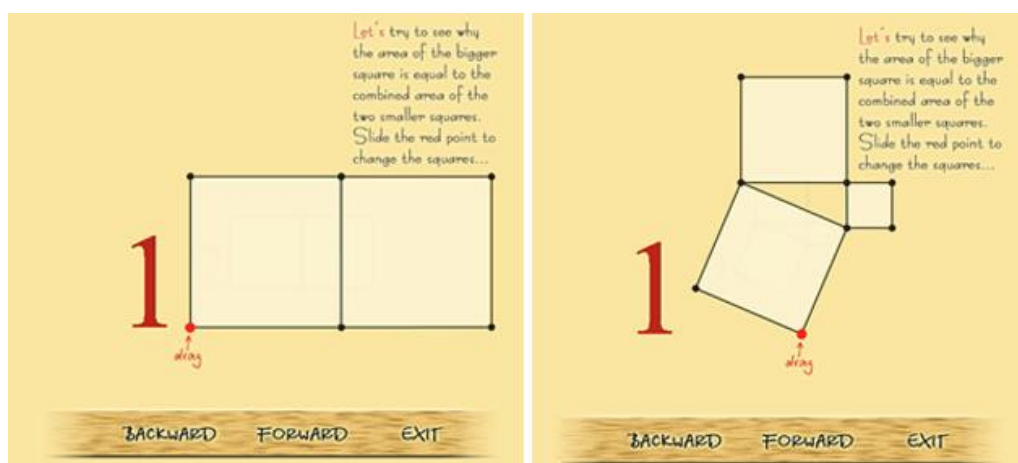 Let's try to see why
the area of the bigger
square is equal to the
combined area of the
two smaller squares.
Slide the red point to
change the squares...
1
drag
BACKWARD FORWARD EXIT
Let's try to see why
the area of the bigger
square is equal to the
combined area of the
two smaller squares.
Slide the red point to
change the squares...
1
drag
BACKWARD FORWARD EXIT